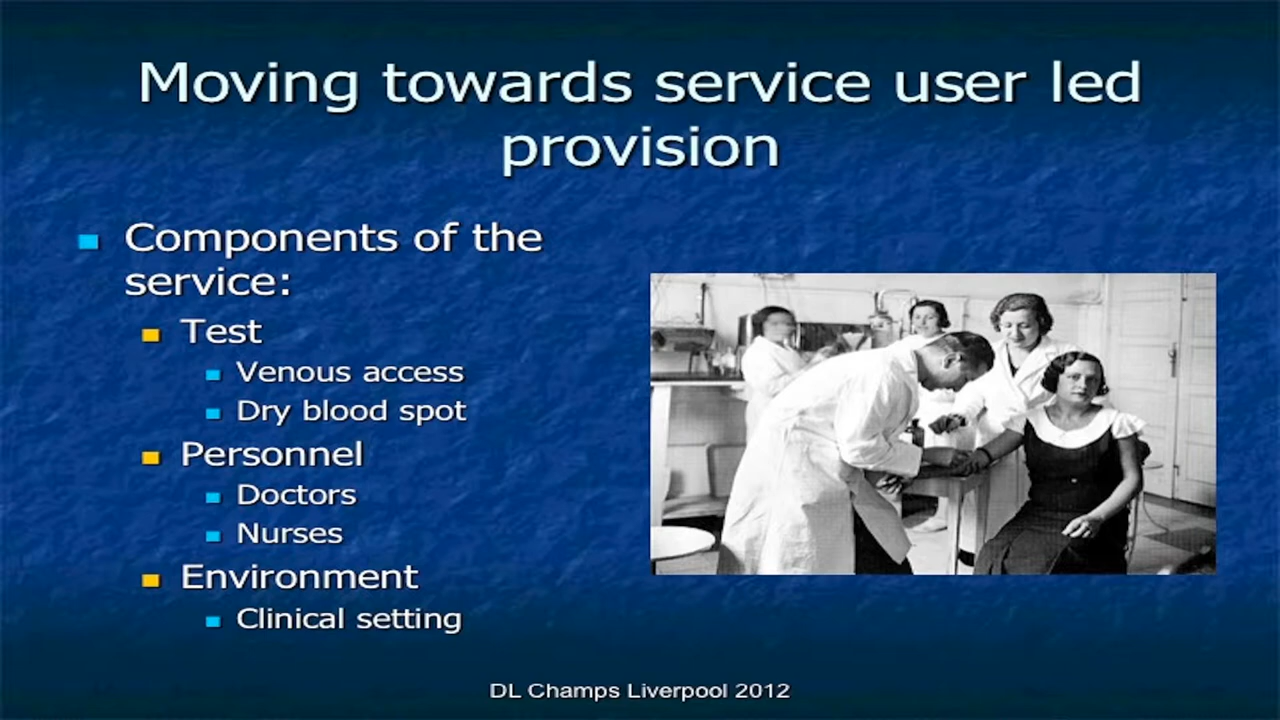 Moving towards service user led
provision
Components of the
service:
Test
Venous access
Dry blood spot
Personnel
Doctors
Nurses
Environment
Clinical setting
DL Champs Liverpool 2012